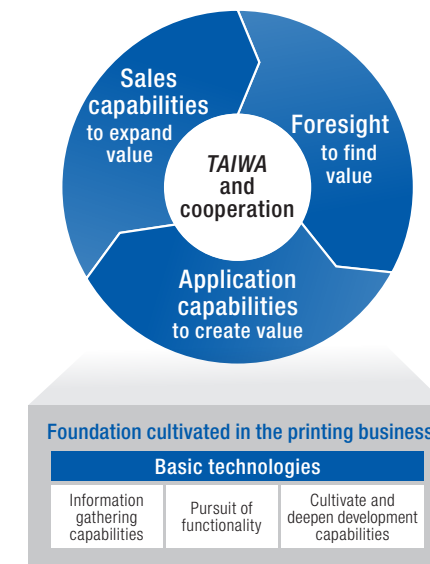 Sales
capabilities
to expand
value
Foresight
to find
value
TAIWA
and
cooperation
Application
capabilities
to create value
Foundation cultivated in the printing business
Basic technologies
Information
gathering
capabilities
Pursuit of
functionality
Cultivate and
deepen development
capabilities